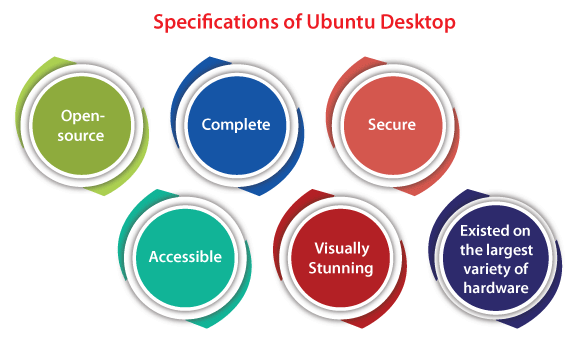 Specifications of Ubuntu Desktop
Open-
source
Complete
Secure
Accessible
Visually
Stunning
Existed on
the largest
variety of
hardware